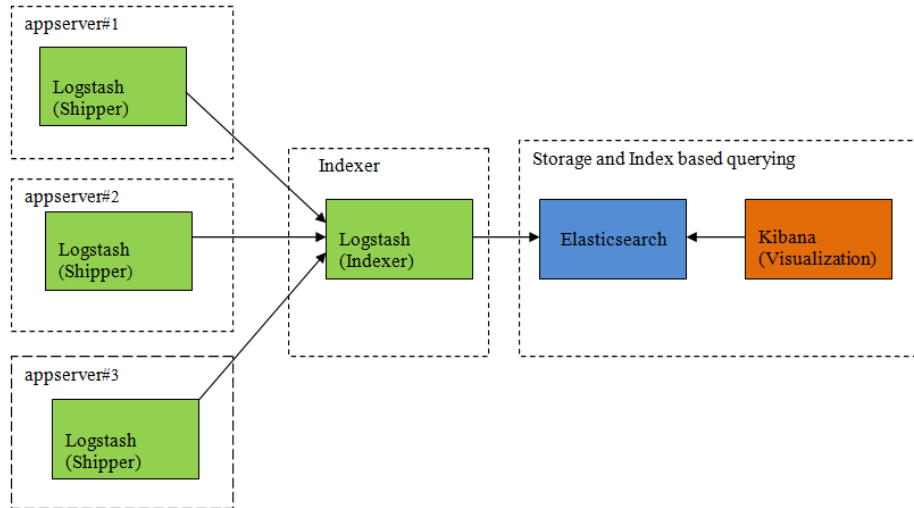 appserver#1
Logstash
(Shipper)
appserver#2
Logstash
(Shipper)
appserver#3
Logstash
(Shipper)
Indexer
Logstash
(Indexer)
Storage and Index based querying
Elasticsearch
Kibana
(Visualization)